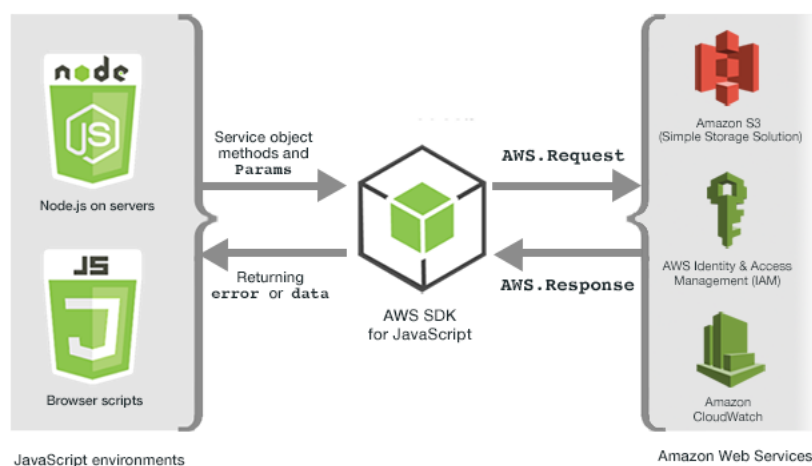 node
JS
Node.js on servers
JS
Browser scripts
JavaScript environments
Service object
methods and
Params
Returning
error or data
AWS SDK
for JavaScript
AWS.Request
AWS.Response
Amazon S3
(Simple Storage Solution)
AWS Identity & Access
Management (IAM)
Amazon
CloudWatch
Amazon Web Services